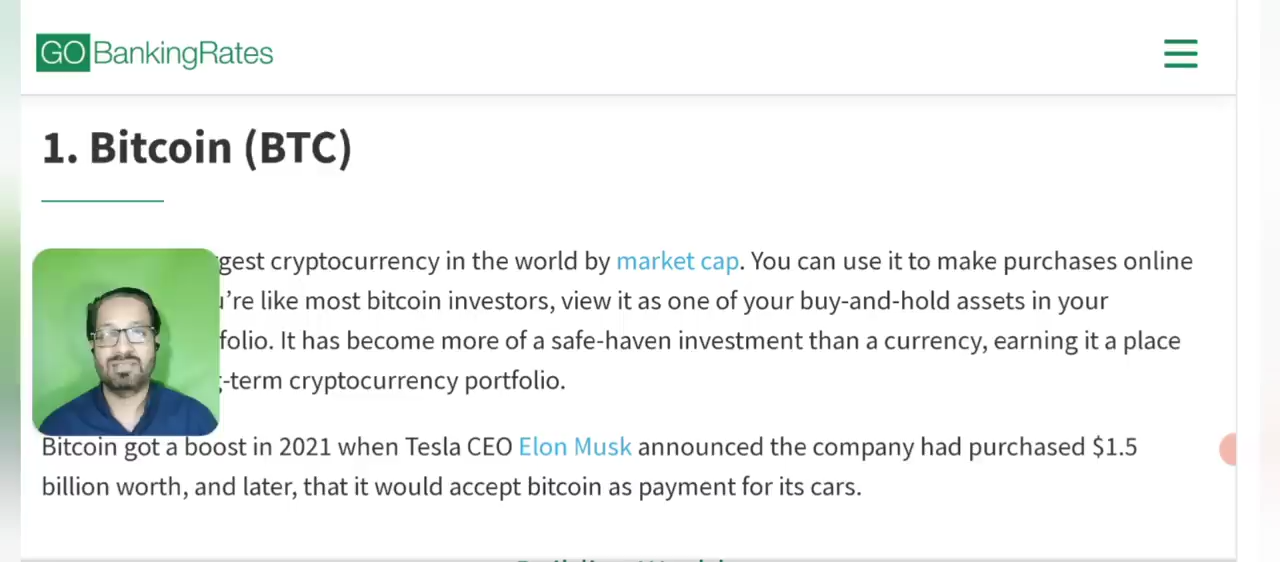 GOBankingRates
1. Bitcoin (BTC)
cryptocurrency in the world by market cap. You can use it to make purchases online
like most bitcoin investors, view it as one of your buy-and-hold assets in your
It has become more of a safe-haven investment than a currency, earning it a place
cryptocurrency portfolio.
Bitcoin got a boost in 2021 when Tesla CEO Elon Musk announced the company had purchased $1.5
billion worth, and later, that it would accept bitcoin as payment for its cars.